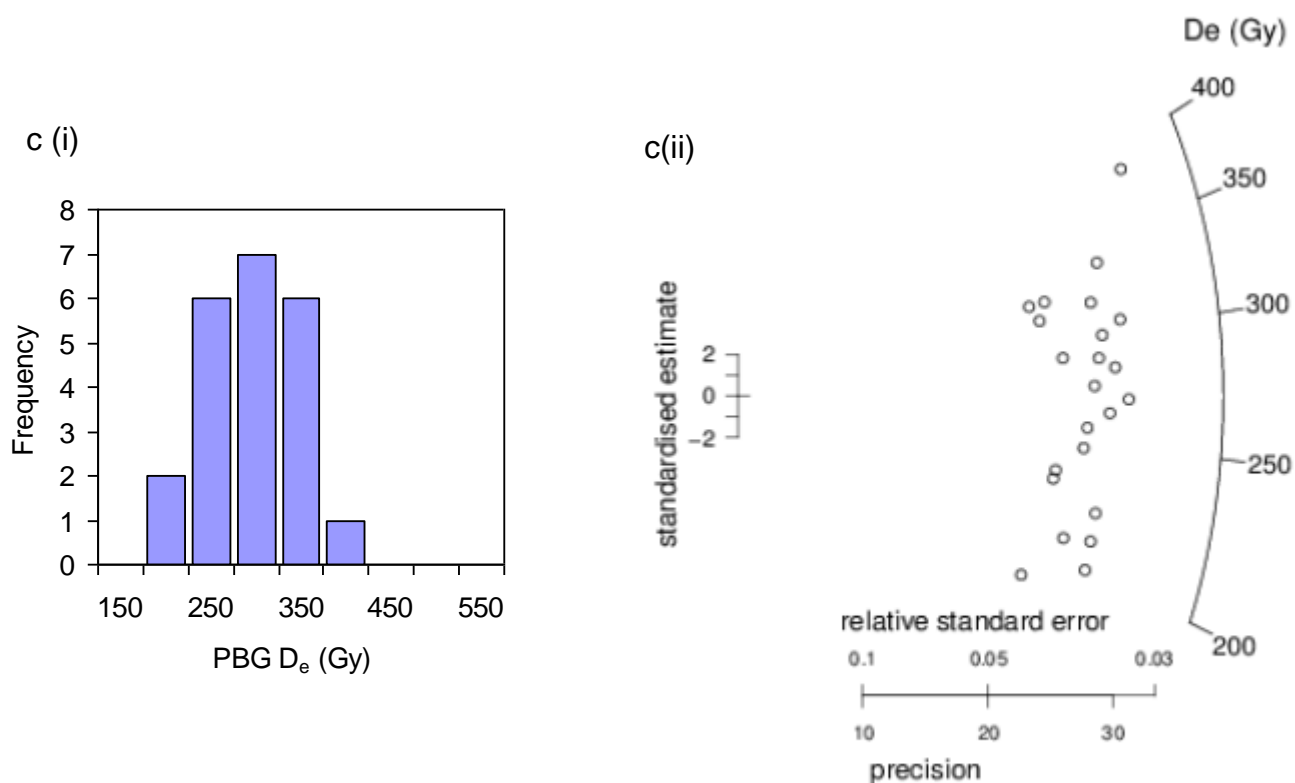 c (i)
8
7
6
5
4
3
2
1
0
Frequency
150 250 350 450 550
PBG De (Gy)
c(ii)
De (Gy)
400
350
300
250
200
standardised estimate
2
0
−2
relative standard error
0.1 0.05 0.03
10 20 30
precision